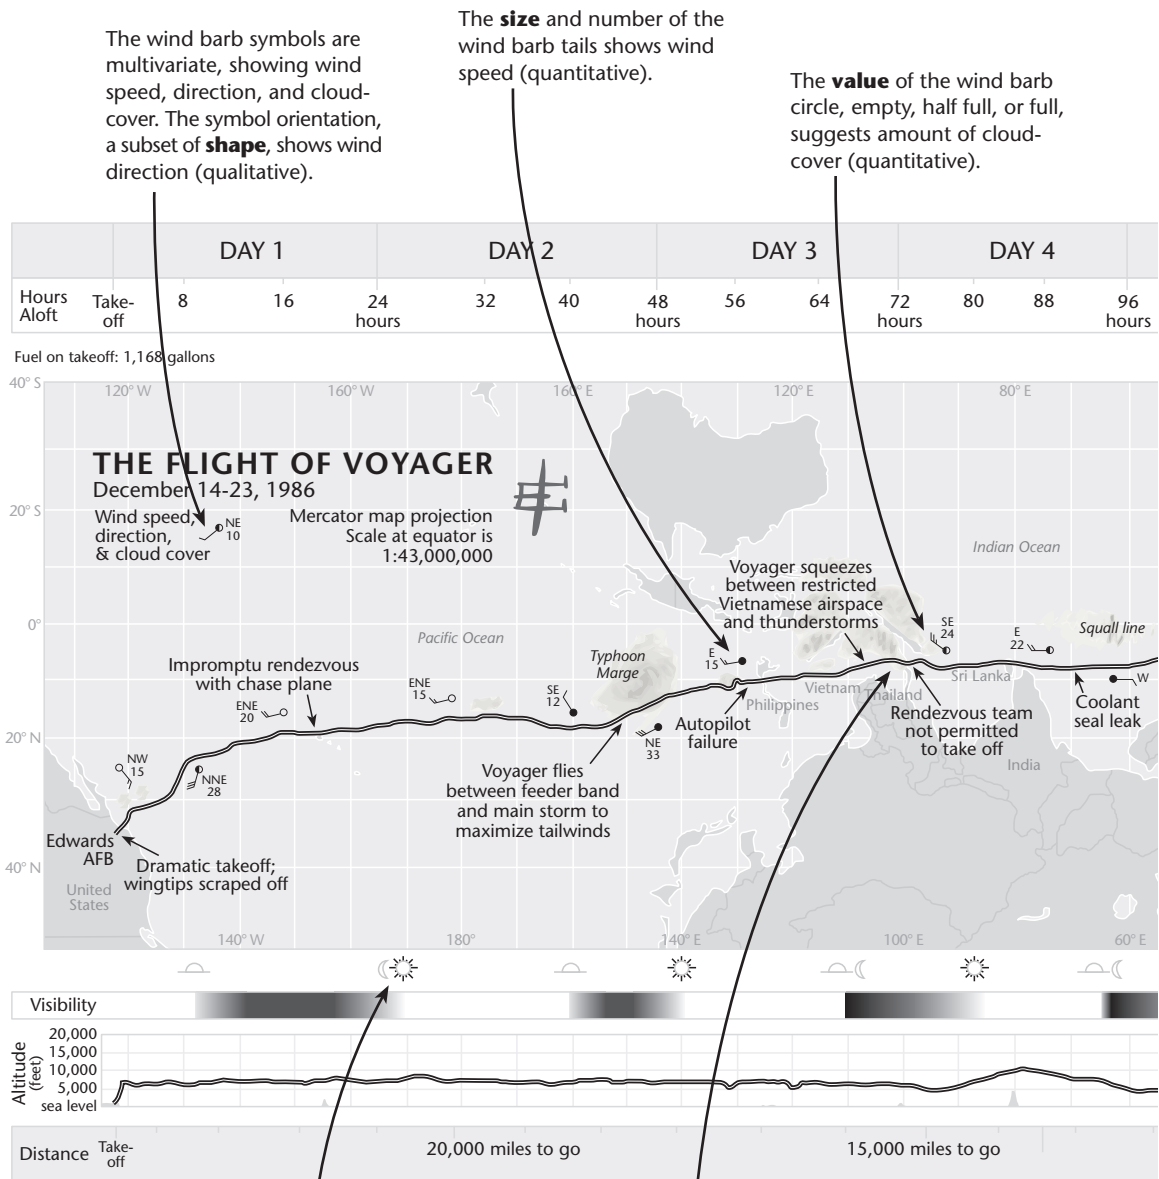 The wind barb symbols are
multivariate, showing wind
speed, direction, and cloud-
cover. The symbol orientation,
a subset of shape, shows wind
direction (qualitative).
The size and number of the
wind barb tails shows wind
speed (quantitative).
The value of the wind barb
circle, empty, half full, or full,
suggests amount of cloud-
cover (quantitative).
DAY 1 DAY 2 DAY 3 DAY 4
Hours
Aloft
Take-
off
8 16 24
hours
32 40 48
hours
56 64 72
hours
80 88 96
hours
Fuel on takeoff: 1,168 gallons
40° S
120° W 160° W 160° E 120° E 80° E
THE FLIGHT OF VOYAGER
December 14-23, 1986
Wind speed,
direction,
& cloud cover
NE
10
Mercator map projection
Scale at equator is
1:43,000,000
20° S
Indian Ocean
Voyager squeezes
between restricted
Vietnamese airspace
and thunderstorms
0°
Pacific Ocean
SE
24
E
22
Squall line
Typhoon
Marge
E
15
Impromptu rendezvous
with chase plane
ENE
15
SE
12
ENE
20
Philippines
Vietnam
Thailand
Sri Lanka
W
Coolant
seal leak
Autopilot
failure
Rendezvous team
not permitted
to take off
NE
33
20° N
NW
15
NNE
28
Voyager flies
between feeder band
and main storm to
maximize tailwinds
India
Edwards
AFB
Dramatic takeoff;
wingtips scraped off
40° N
United
States
140° W 180° 140° E 100° E 60° E
Visibility
Altitude
(feet)
20,000
15,000
10,000
5,000
sea level
Distance
Take-
off
20,000 miles to go 15,000 miles to go